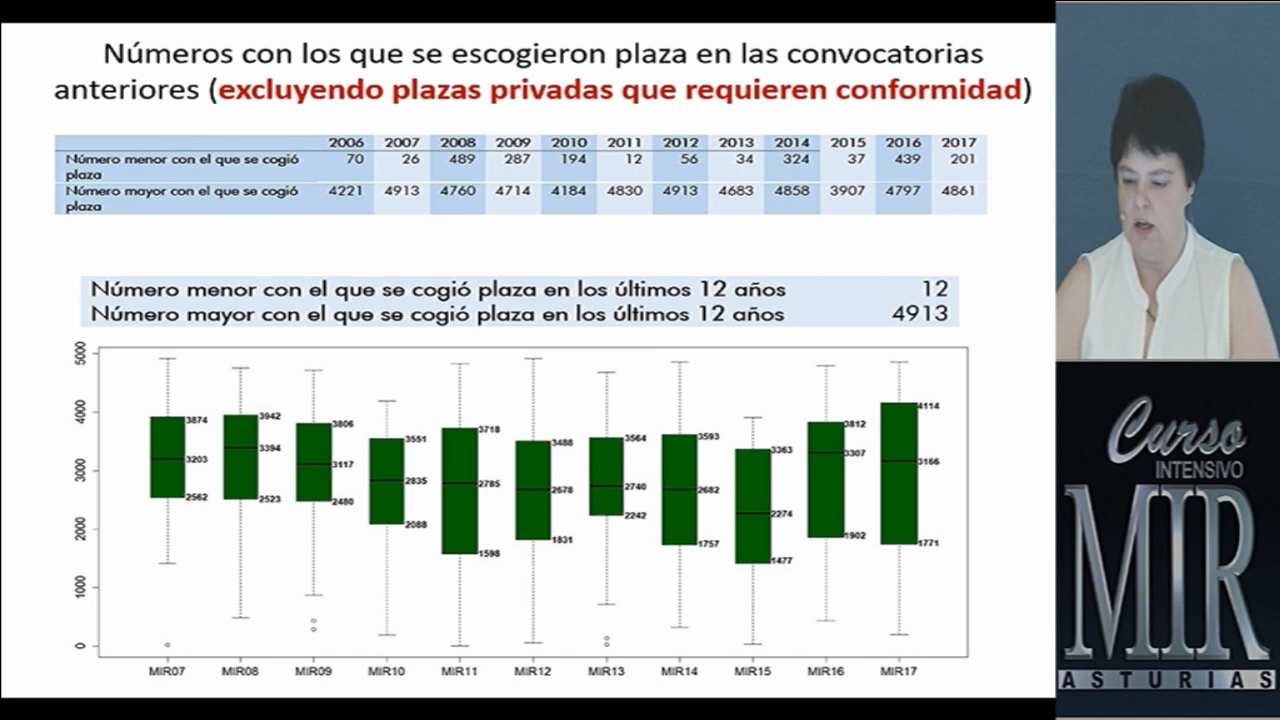 Números con los que se escogieron plaza en las convocatorias
anteriores (excluyendo plazas privadas que requieren conformidad)
2006 2007 2008 2009 2010 2011 2012 2013 2014 2015 2016 2017
Número menor con el que se cogió 70 26 489 287 194 12 56 34 324 37 439 201
plaza
Número mayor con el que se cogió 4221 4913 4760 4714 4184 4830 4913 4683 4858 3907 4797 4861
plaza
Número menor con el que se cogió plaza en los últimos 12 años 12
Número mayor con el que se cogió plaza en los últimos 12 años 4913
5000
4000
3000
2000
1000
0
3874 3942 3806 3551 3718 3488 3564 3593 3363 3812 4114
3203 3394 3117 2835 2785 2678 2740 2682 2274 3307 3166
2562 2523 2480 2088 1598 1831 2242 1757 1477 1902 1771
MIR07 MIR08 MIR09 MIR10 MIR11 MIR12 MIR13 MIR14 MIR15 MIR16 MIR17
Curso
INTENSIVO
MIR
ASTURIAS